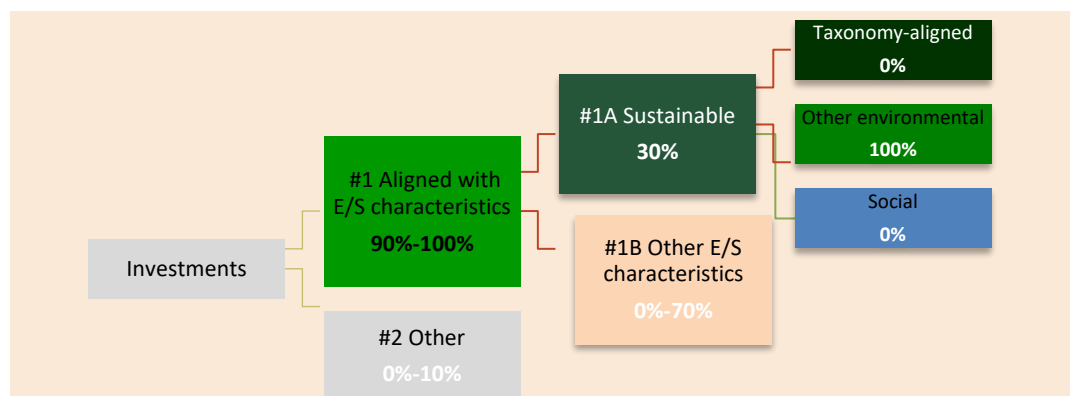 Taxonomy-aligned
0%
#1A Sustainable
30%
Other environmental
100%
#1 Aligned with
E/S characteristics
90%-100%
Social
0%
#1B Other E/S
characteristics
0%-70%
Investments
#2 Other
0%-10%